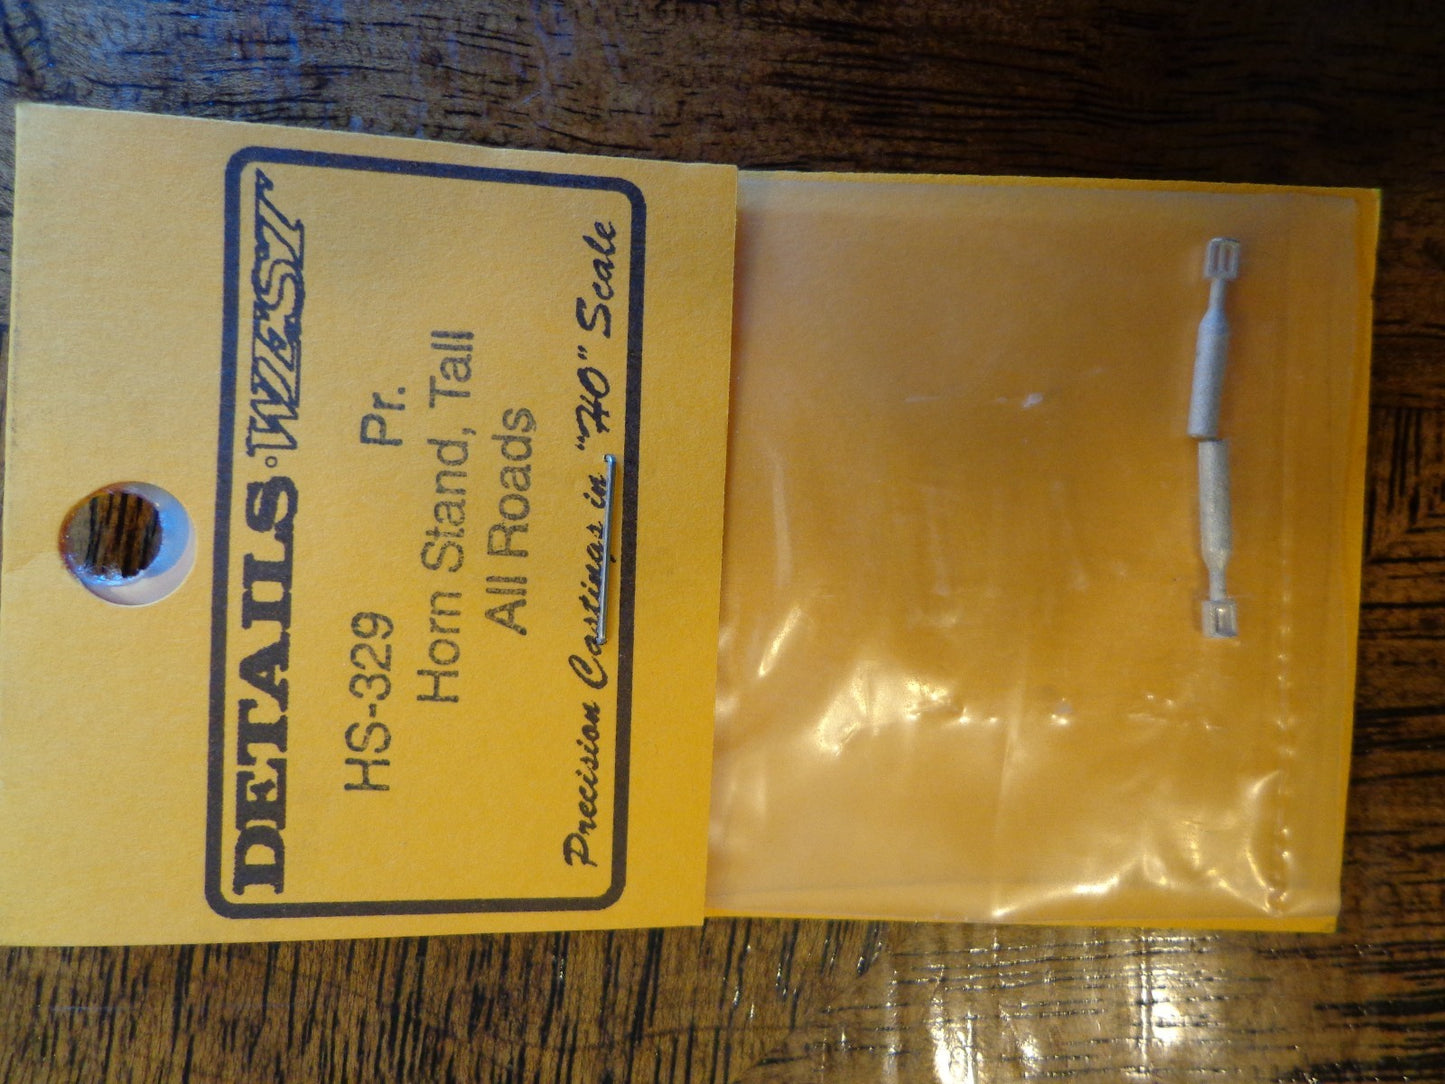 DETAILS WEST
HS-329 Pr.
Horn Stand, Tall
All Roads
Precision Castings in "HO" Scale